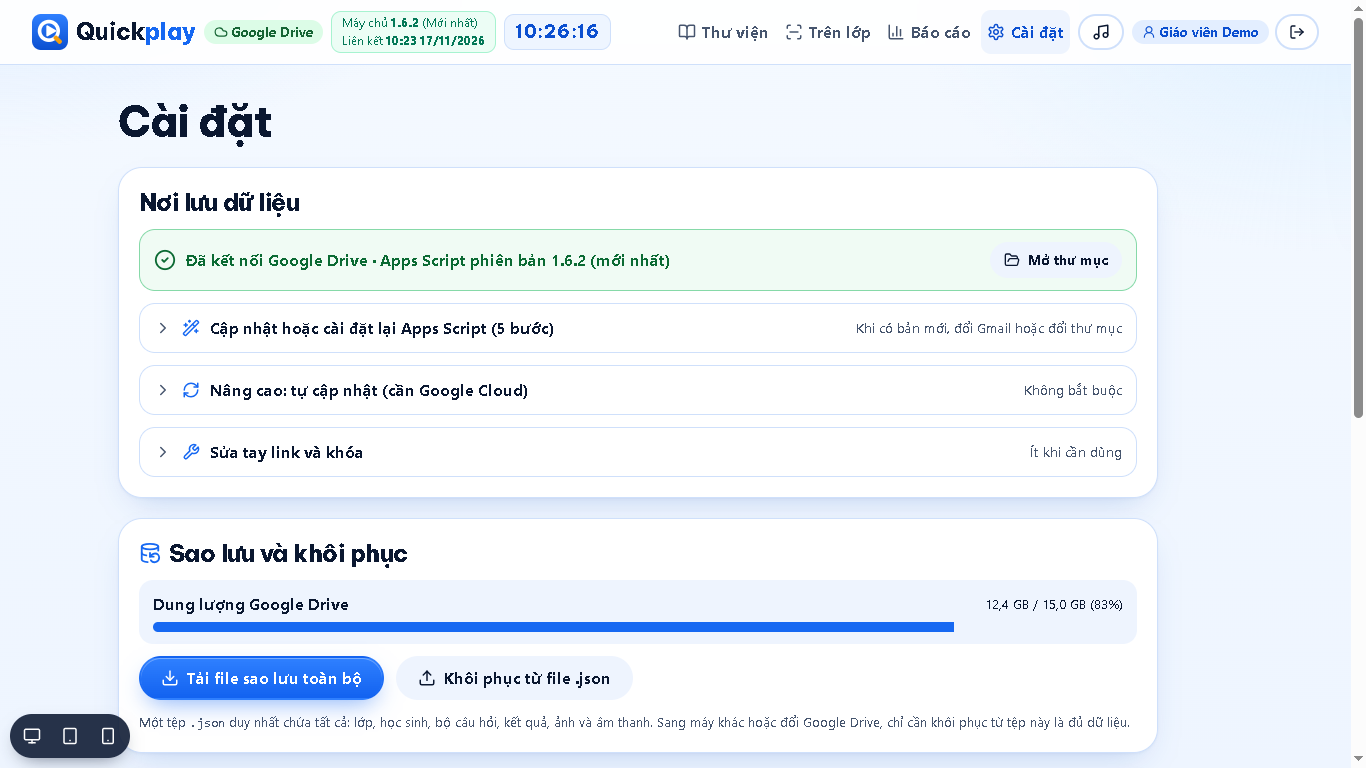 Quickplay
Google Drive
Máy chủ 1.6.2 (Mới nhất)
Liên kết 10:23 17/11/2026
10:26:16
Thư viện
Trên lớp
Báo cáo
Cài đặt
Giáo viên Demo
Cài đặt
Nơi lưu dữ liệu
Đã kết nối Google Drive · Apps Script phiên bản 1.6.2 (mới nhất)
Mở thư mục
Cập nhật hoặc cài đặt lại Apps Script (5 bước)
Khi có bản mới, đổi Gmail hoặc đổi thư mục
Nâng cao: tự cập nhật (cần Google Cloud)
Không bắt buộc
Sửa tay link và khóa
Ít khi cần dùng
Sao lưu và khôi phục
Dung lượng Google Drive
12,4 GB / 15,0 GB (83%)
Tải file sao lưu toàn bộ
Khôi phục từ file .json
Một tệp .json duy nhất chứa tất cả: lớp, học sinh, bộ câu hỏi, kết quả, ảnh và âm thanh. Sang máy khác hoặc đổi Google Drive, chỉ cần khôi phục từ tệp này là đủ dữ liệu.